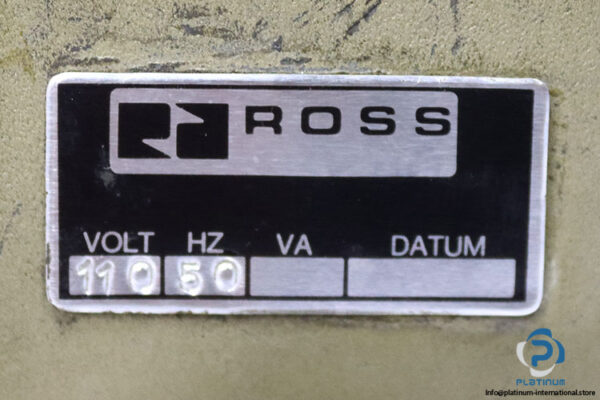 ROSS
VOLT HZ VA DATUM
110 50
PLATINUM
info@platinum-international.store